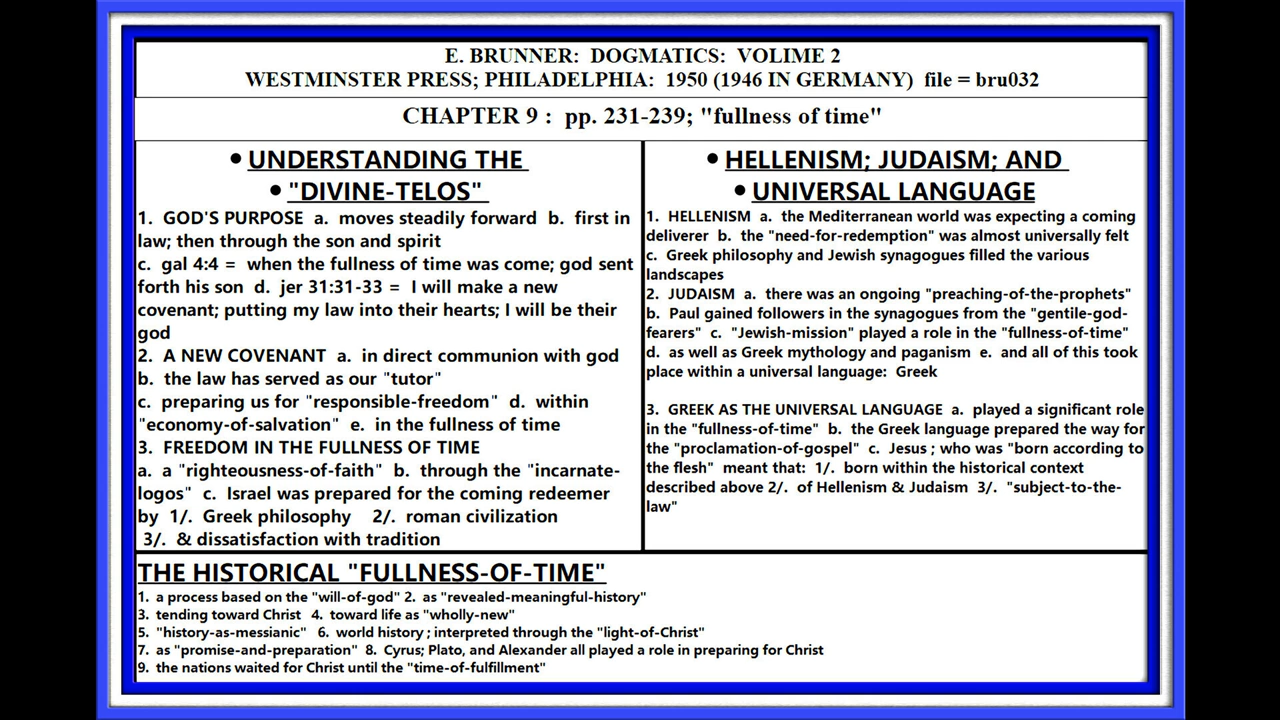 E. BRUNNER: DOGMATICS: VOLIME 2
WESTMINSTER PRESS; PHILADELPHIA: 1950 (1946 IN GERMANY) file = bru032
CHAPTER 9 : pp. 231-239; "fullness of time"
• UNDERSTANDING THE
• "DIVINE-TELOS"
1. GOD'S PURPOSE a. moves steadily forward b. first in
law; then through the son and spirit
c. gal 4:4 = when the fullness of time was come; god sent
forth his son d. jer 31:31-33 = I will make a new
covenant; putting my law into their hearts; I will be their
god
2. A NEW COVENANT a. in direct communion with god
b. the law has served as our "tutor"
c. preparing us for "responsible-freedom" d. within
"economy-of-salvation" e. in the fullness of time
3. FREEDOM IN THE FULLNESS OF TIME
a. a "righteousness-of-faith" b. through the "incarnate-
logos" c. Israel was prepared for the coming redeemer
by 1/. Greek philosophy 2/. roman civilization
3/. & dissatisfaction with tradition
• HELLENISM; JUDAISM; AND
• UNIVERSAL LANGUAGE
1. HELLENISM a. the Mediterranean world was expecting a coming
deliverer b. the "need-for-redemption" was almost universally felt
c. Greek philosophy and Jewish synagogues filled the various
landscapes
2. JUDAISM a. there was an ongoing "preaching-of-the-prophets"
b. Paul gained followers in the synagogues from the "gentile-god-
fearers" c. "Jewish-mission" played a role in the "fullness-of-time"
d. as well as Greek mythology and paganism e. and all of this took
place within a universal language: Greek
3. GREEK AS THE UNIVERSAL LANGUAGE a. played a significant role
in the "fullness-of-time" b. the Greek language prepared the way for
the "proclamation-of-gospel" c. Jesus ; who was "born according to
the flesh" meant that: 1/. born within the historical context
described above 2/. of Hellenism & Judaism 3/. "subject-to-the-
law"
THE HISTORICAL "FULLNESS-OF-TIME"
1. a process based on the "will-of-god" 2. as "revealed-meaningful-history"
3. tending toward Christ 4. toward life as "wholly-new"
5. "history-as-messianic" 6. world history ; interpreted through the "light-of-Christ"
7. as "promise-and-preparation" 8. Cyrus; Plato, and Alexander all played a role in preparing for Christ
9. the nations waited for Christ until the "time-of-fulfillment"